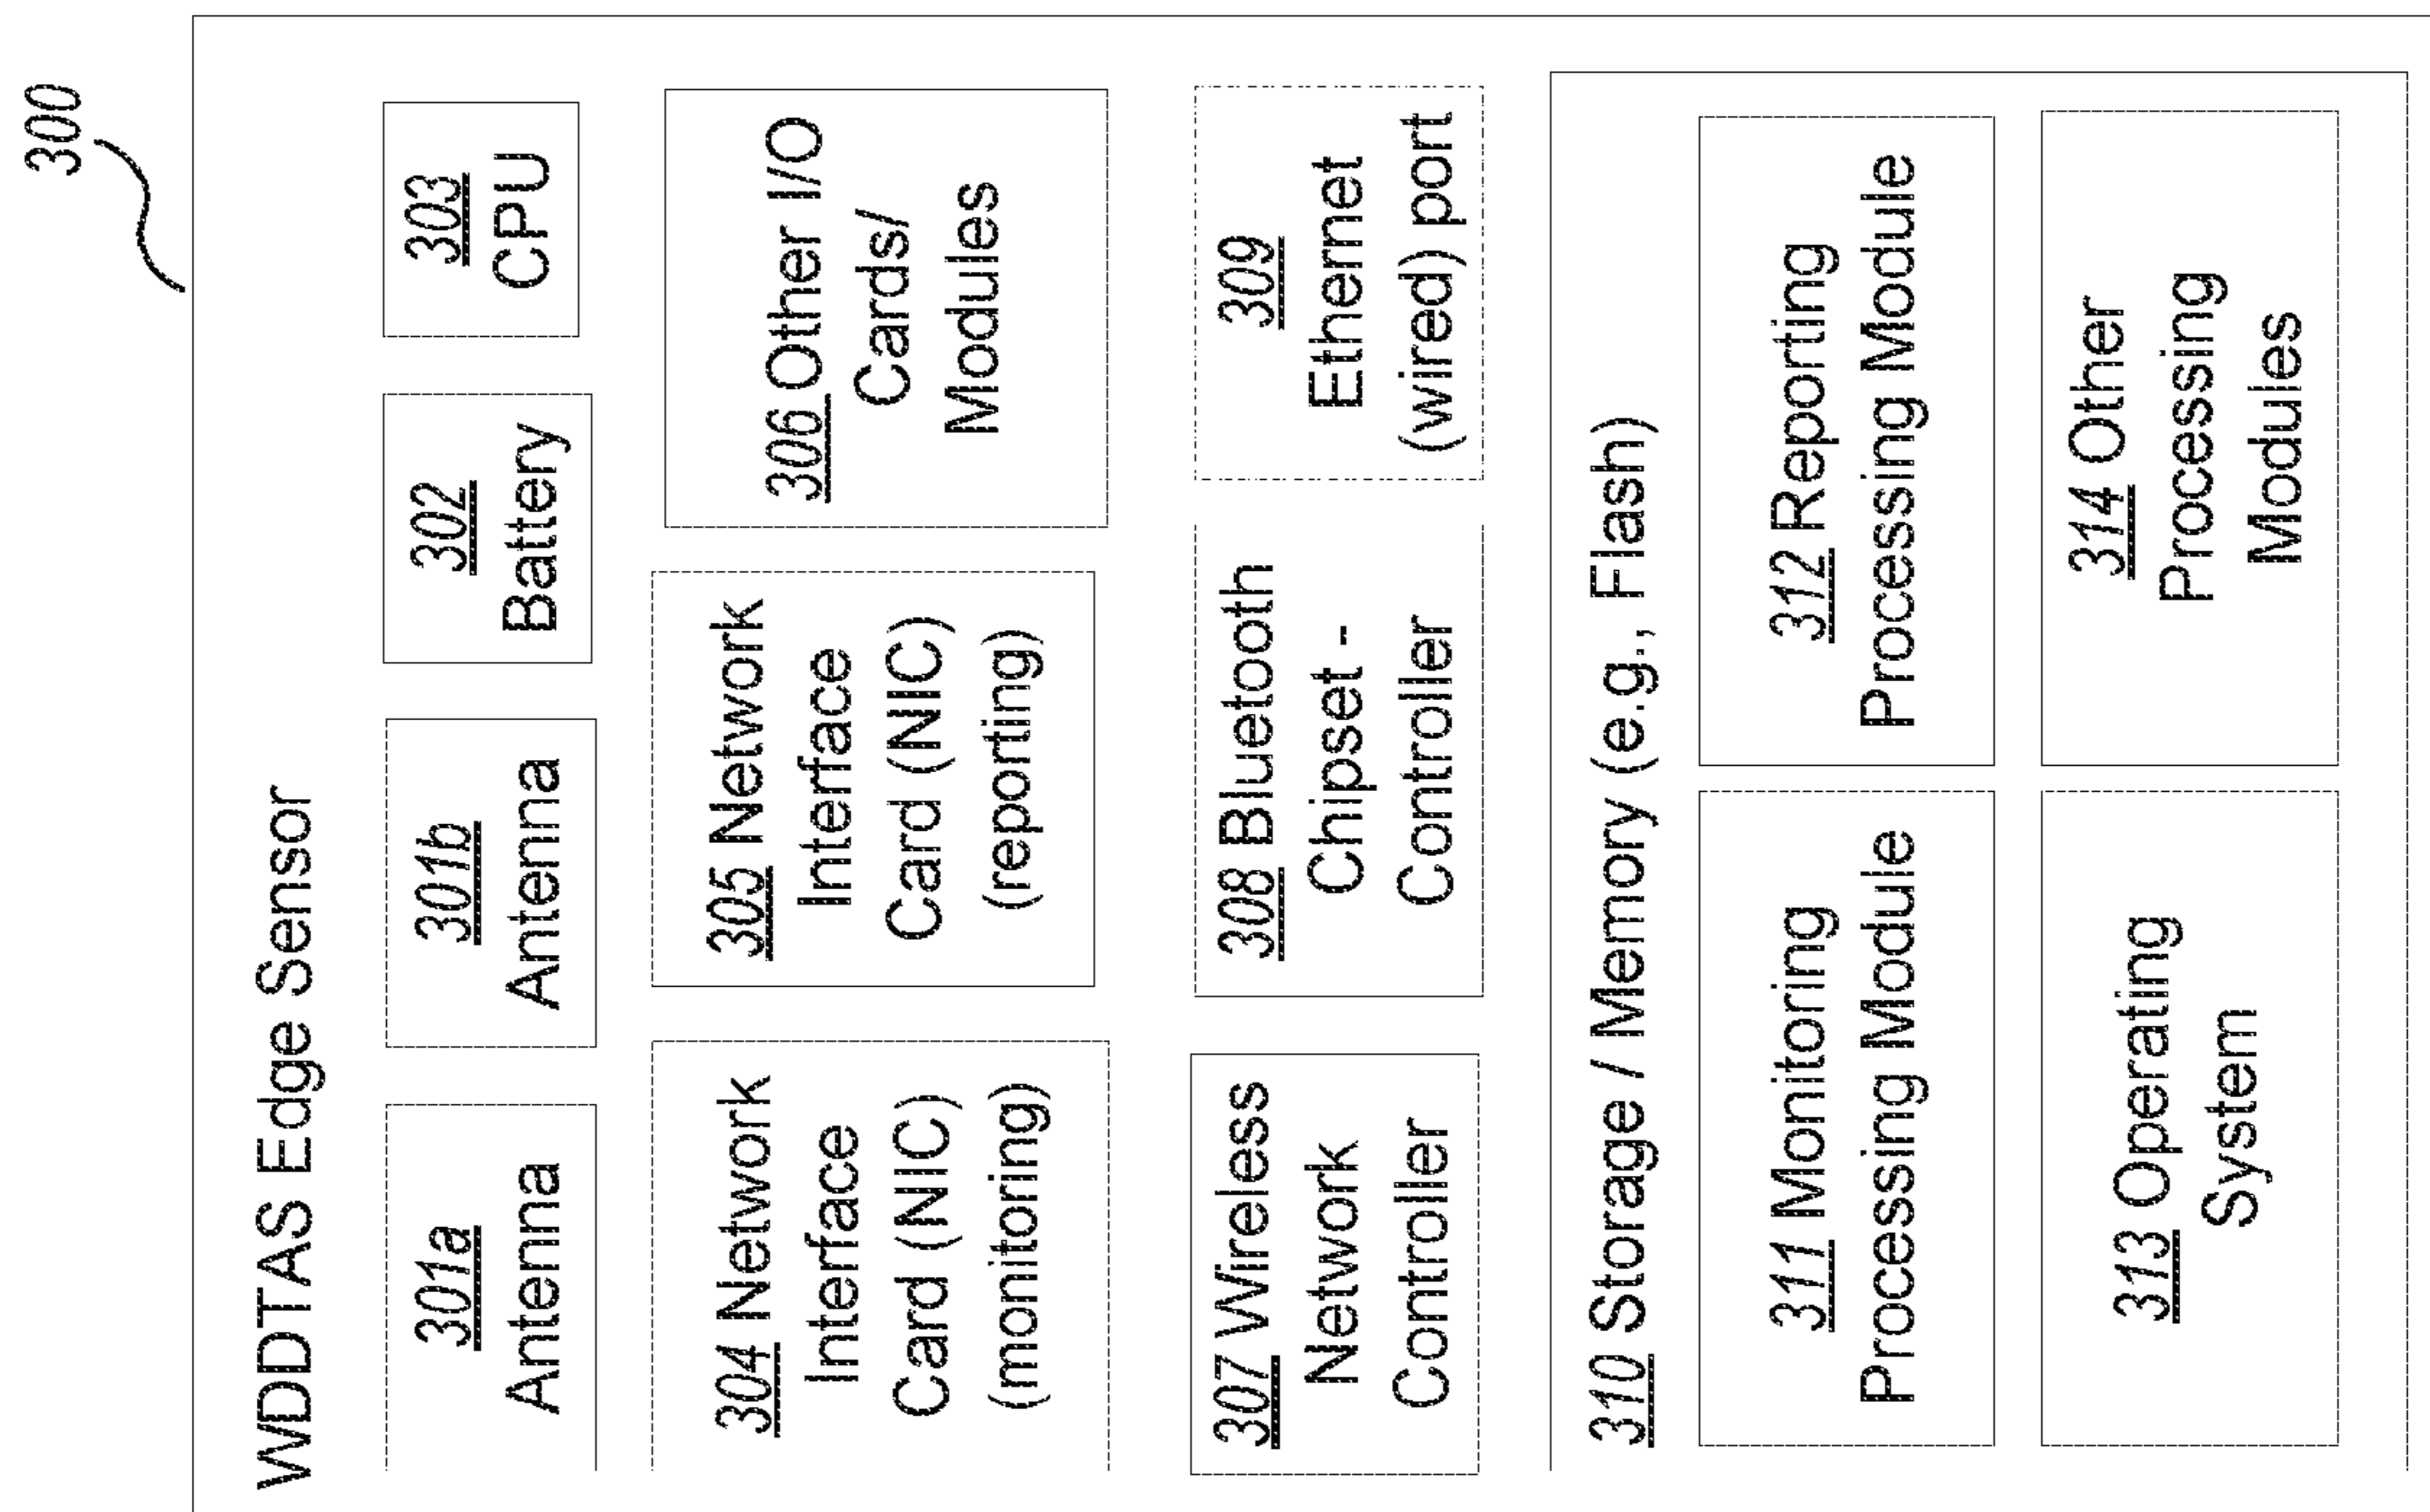 300
WDDTAS Edge Sensor
301a
Antenna
301b
Antenna
302
Battery
303
CPU
304 Network
Interface
Card (NIC)
(monitoring)
305 Network
Interface
Card (NIC)
(reporting)
306 Other I/O
Cards/
Modules
307 Wireless
Network
Controller
308 Bluetooth
Chipset -
Controller
309
Ethernet
(wired) port
310 Storage / Memory (e.g., Flash)
311 Monitoring
Processing Module
312 Reporting
Processing Module
313 Operating
System
314 Other
Processing
Modules